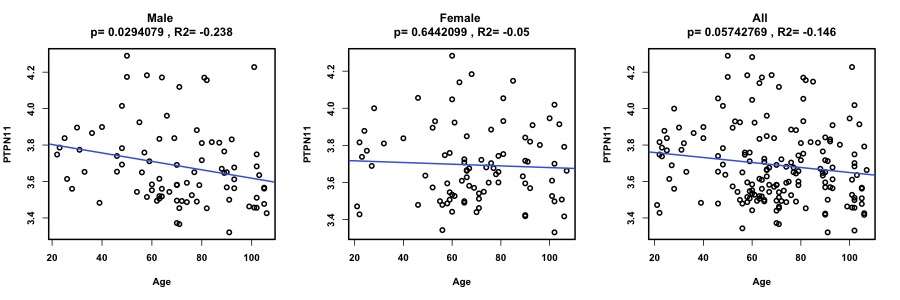 Male
p= 0.0294079 , R2= -0.238
PTPN11
4.2
4.0
3.8
3.6
3.4
20 40 60 80 100
Age
Female
p= 0.6442099 , R2= -0.05
PTPN11
4.2
4.0
3.8
3.6
3.4
20 40 60 80 100
Age
All
p= 0.05742769 , R2= -0.146
PTPN11
4.2
4.0
3.8
3.6
3.4
20 40 60 80 100
Age